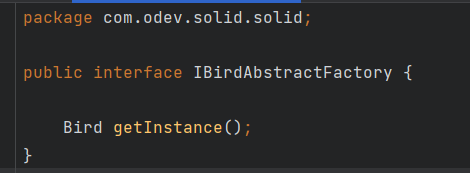 package com.odev.solid.solid;
public interface IBirdAbstractFactory {
Bird getInstance();
}